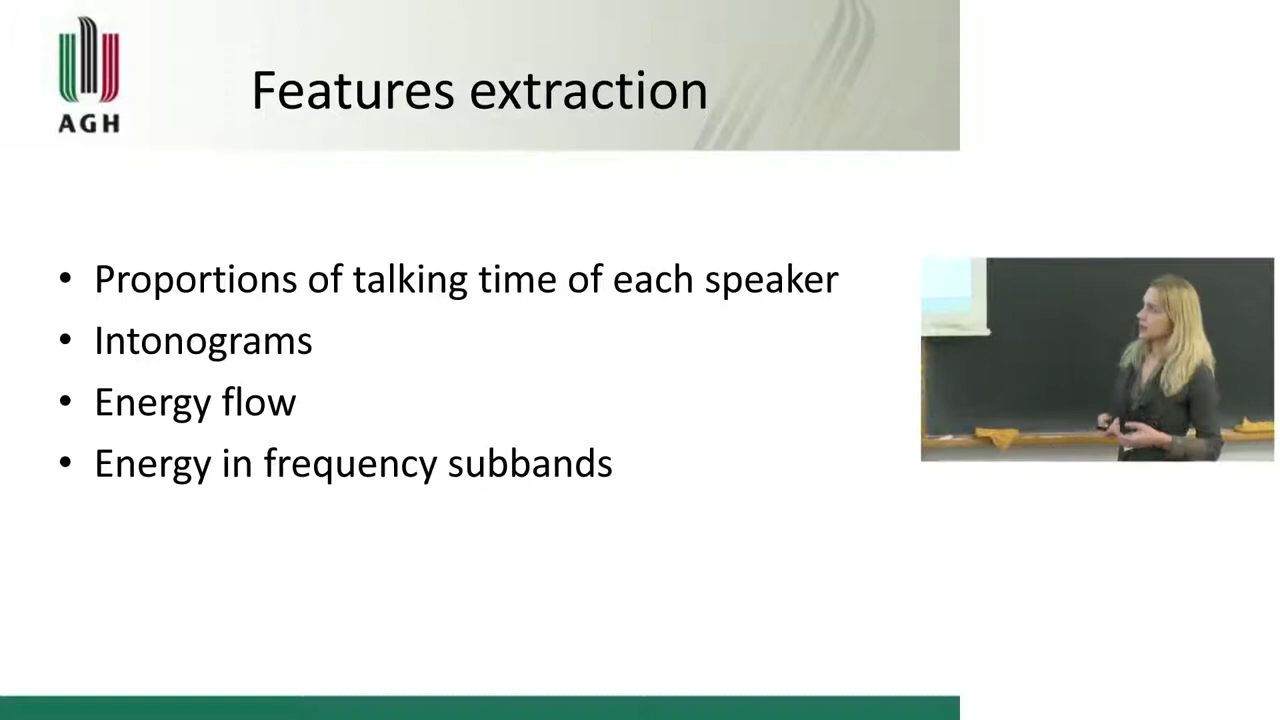 AGH
Features extraction
• Proportions of talking time of each speaker
• Intonograms
• Energy flow
• Energy in frequency subbands